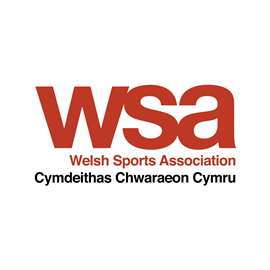 wsa
Welsh Sports Association
Cymdeithas Chwaraeon Cymru